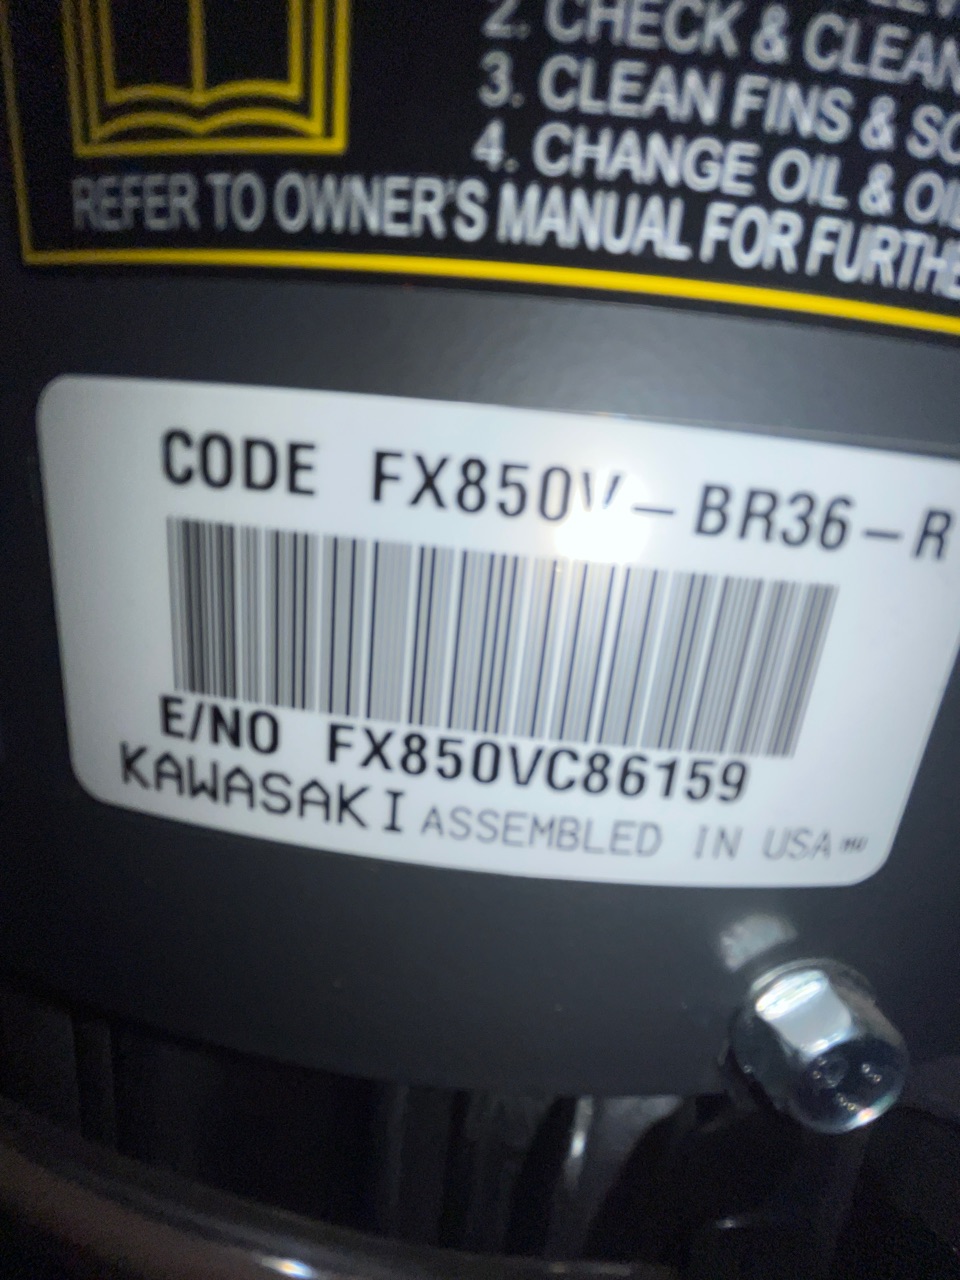 2. CHECK & CLEAN
3. CLEAN FINS & SC
4. CHANGE OIL & OIL
REFER TO OWNER'S MANUAL FOR FURTHE
CODE FX850V-BR36-R
E/NO FX850VC86159
KAWASAKI ASSEMBLED IN USA